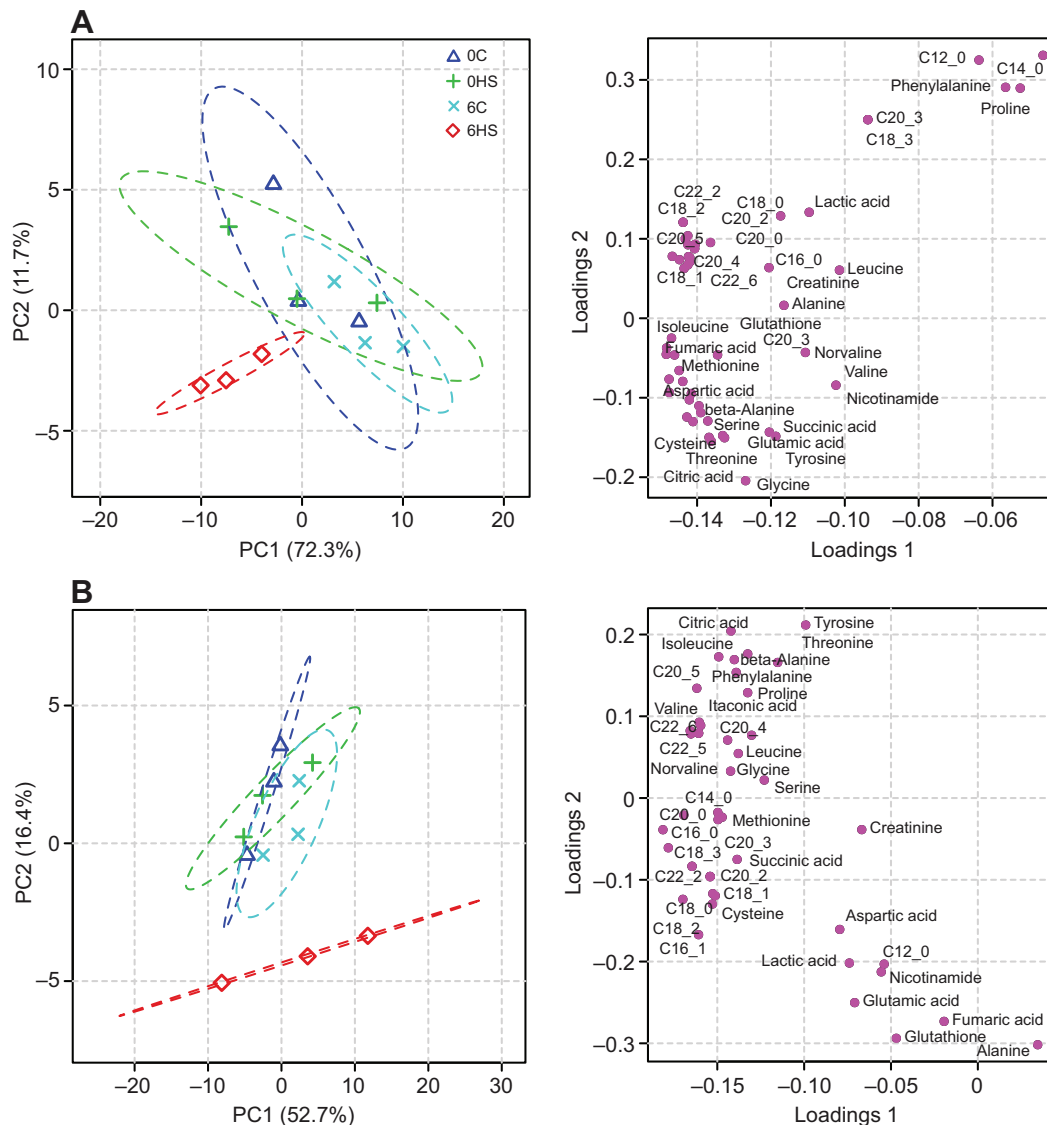 A
0C
0HS
6C
6HS
10
5
0
–5
PC2 (11.7%)
–20
–10
0
10
20
PC1 (72.3%)
0.3
0.2
0.1
0
–0.1
–0.2
Loadings 2
C12_0
C14_0
Phenylalanine
Proline
C20_3
C18_3
C22_2
C18_2
C18_0
Lactic acid
C20_2
C20_5
C20_0
C20_4
C16_0
Leucine
C18_1
C22_6
Creatinine
Alanine
Isoleucine
Glutathione
Fumaric acid
C20_3
Norvaline
Methionine
Valine
Aspartic acid
Nicotinamide
beta-Alanine
Serine
Succinic acid
Cysteine
Glutamic acid
Threonine
Tyrosine
Citric acid
Glycine
–0.14
–0.12
–0.10
–0.08
–0.06
Loadings 1
B
5
0
–5
PC2 (16.4%)
–20
–10
0
10
20
30
PC1 (52.7%)
0.2
0.1
0
–0.1
–0.2
–0.3
Loadings 2
Citric acid
Tyrosine
Isoleucine
Threonine
beta-Alanine
C20_5
Phenylalanine
Proline
Valine
Itaconic acid
C22_6
C20_4
C22_5
Leucine
Norvaline
Glycine
Serine
C14_0
C20_0
Methionine
Creatinine
C16_0
C20_3
C18_3
Succinic acid
C22_2
C20_2
C18_1
C18_0
Cysteine
C18_2
Aspartic acid
C16_1
Lactic acid
C12_0
Nicotinamide
Glutamic acid
Fumaric acid
Glutathione
Alanine
–0.15
–0.10
–0.05
0
Loadings 1